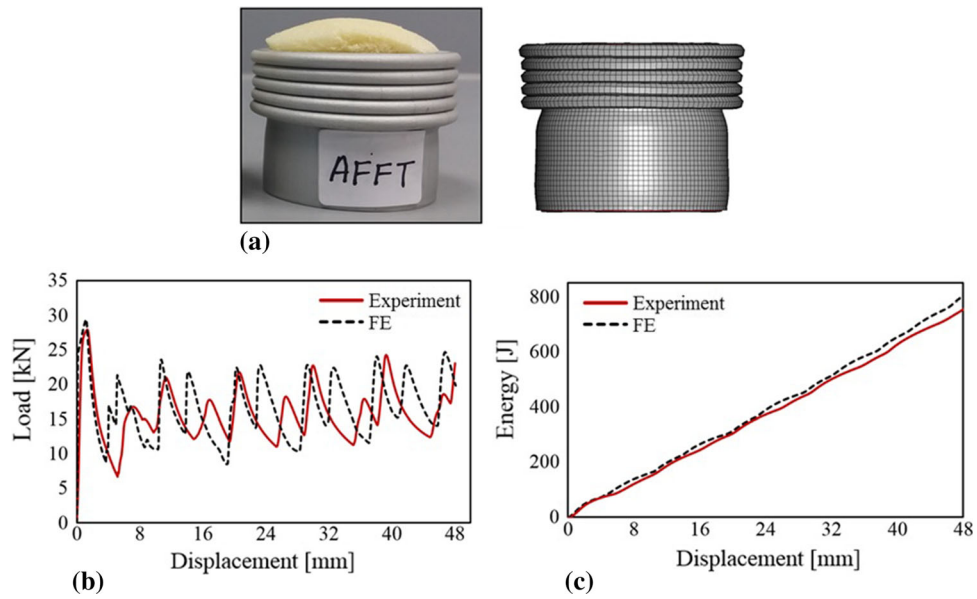 AFFT
(a)
35
30
25
20
15
10
5
0
Load [kN]
Experiment
FE
0 8 16 24 32 40 48
Displacement [mm]
(b)
800
600
400
200
0
Energy [J]
Experiment
FE
0 8 16 24 32 40 48
Displacement [mm]
(c)